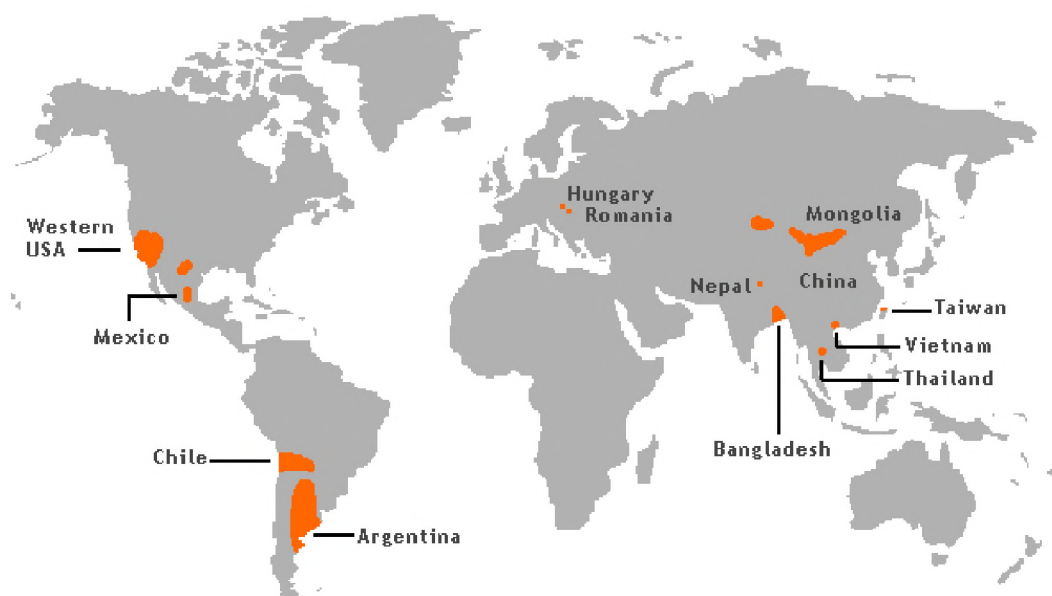 Hungary
Romania
Western
USA
Mongolia
Nepal
China
Taiwan
Mexico
Vietnam
Thailand
Bangladesh
Chile
Argentina